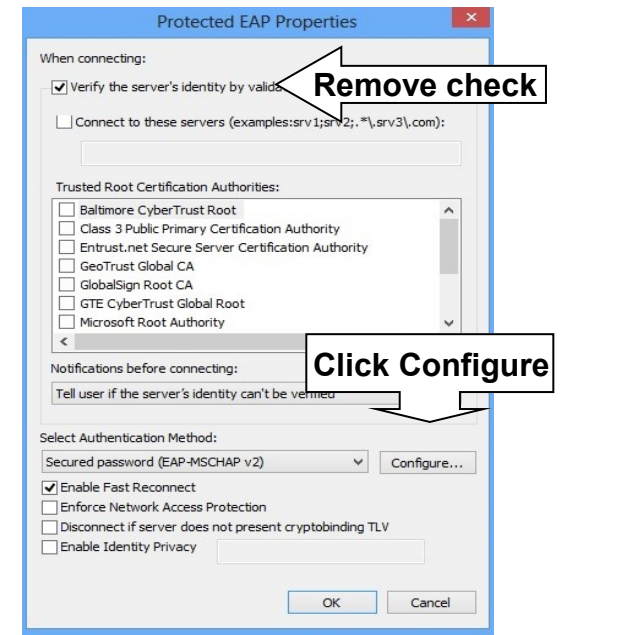 Protected EAP Properties
When connecting:
Verify the server's identity by
Remove check
Connect to these servers (examples:srv1;srv2;.*\.srv3\.com):
Trusted Root Certification Authorities:
Baltimore CyberTrust Root
Class 3 Public Primary Certification Authority
Entrust.net Secure Server Certification Authority
GeoTrust Global CA
GlobalSign Root CA
GTE CyberTrust Global Root
Microsoft Root Authority
Notifications before connecting:
Click Configure
Tell user if the server's identity can't be verified
Select Authentication Method:
Secured password (EAP-MSCHAP v2)
Configure...
Enable Fast Reconnect
Enforce Network Access Protection
Disconnect if server does not present cryptobinding TLV
Enable Identity Privacy
OK
Cancel